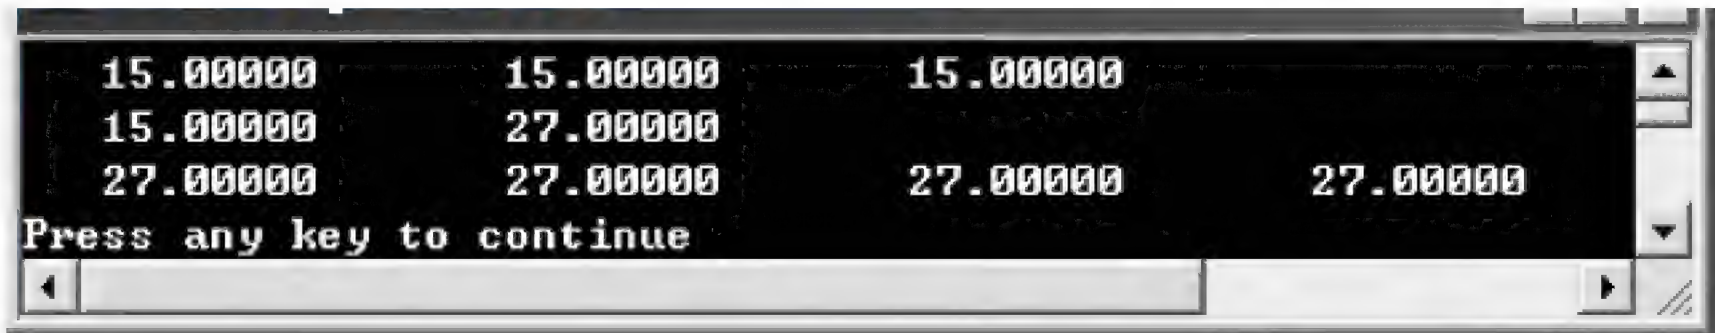 15.00000 15.00000 15.00000
15.00000 27.00000
27.00000 27.00000 27.00000 27.00000
Press any key to continue